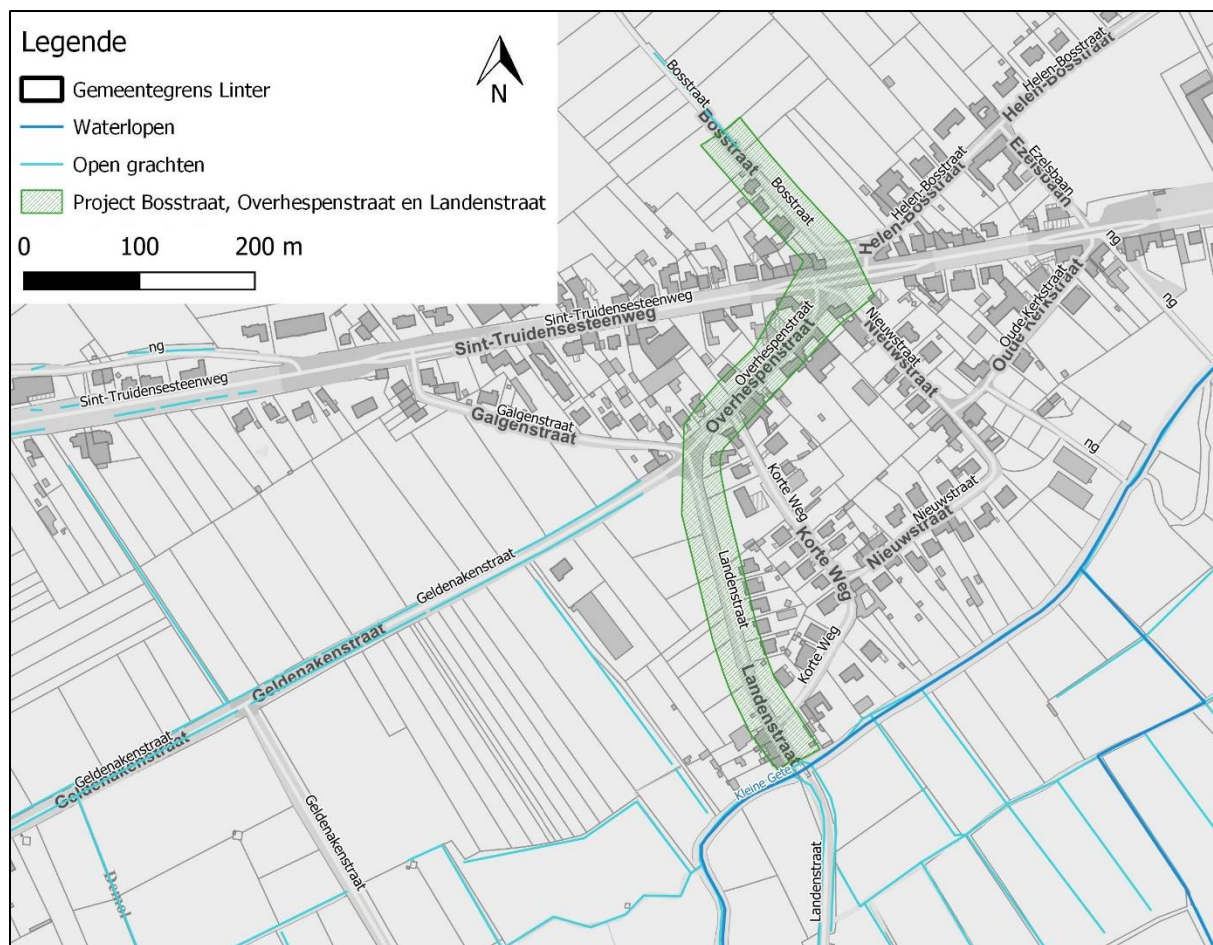 Legende
N
Gemeentegrens Linter
Waterlopen
Open grachten
Project Bosstraat, Overhespenstraat en Landenstraat
0 100 200 m
Bosstraat
Bosstraat
Bosstraat
Helen-Bosstraat
Helen-Bosstraat
Helen-Bosstraat
Helen-Bosstraat
Ezelsbaan
Ezelsbaan
ng
ng
Oude-Kerkstraat
Oude-Kerkstraat
Sint-Truidensesteenweg
Sint-Truidensesteenweg
ng
Sint-Truidensesteenweg
Overhespenstraat
Overhespenstraat
Nieuwstraat
Nieuwstraat
ng
Galgenstraat
Galgenstraat
Korte Weg
Korte Weg
Nieuwstraat
Nieuwstraat
Geldenakenstraat
Geldenakenstraat
Landenstraat
Landenstraat
Korte Weg
Geldenakenstraat
Geldenakenstraat
Kleine Gete
Geldenakenstraat
Landenstraat
Demol